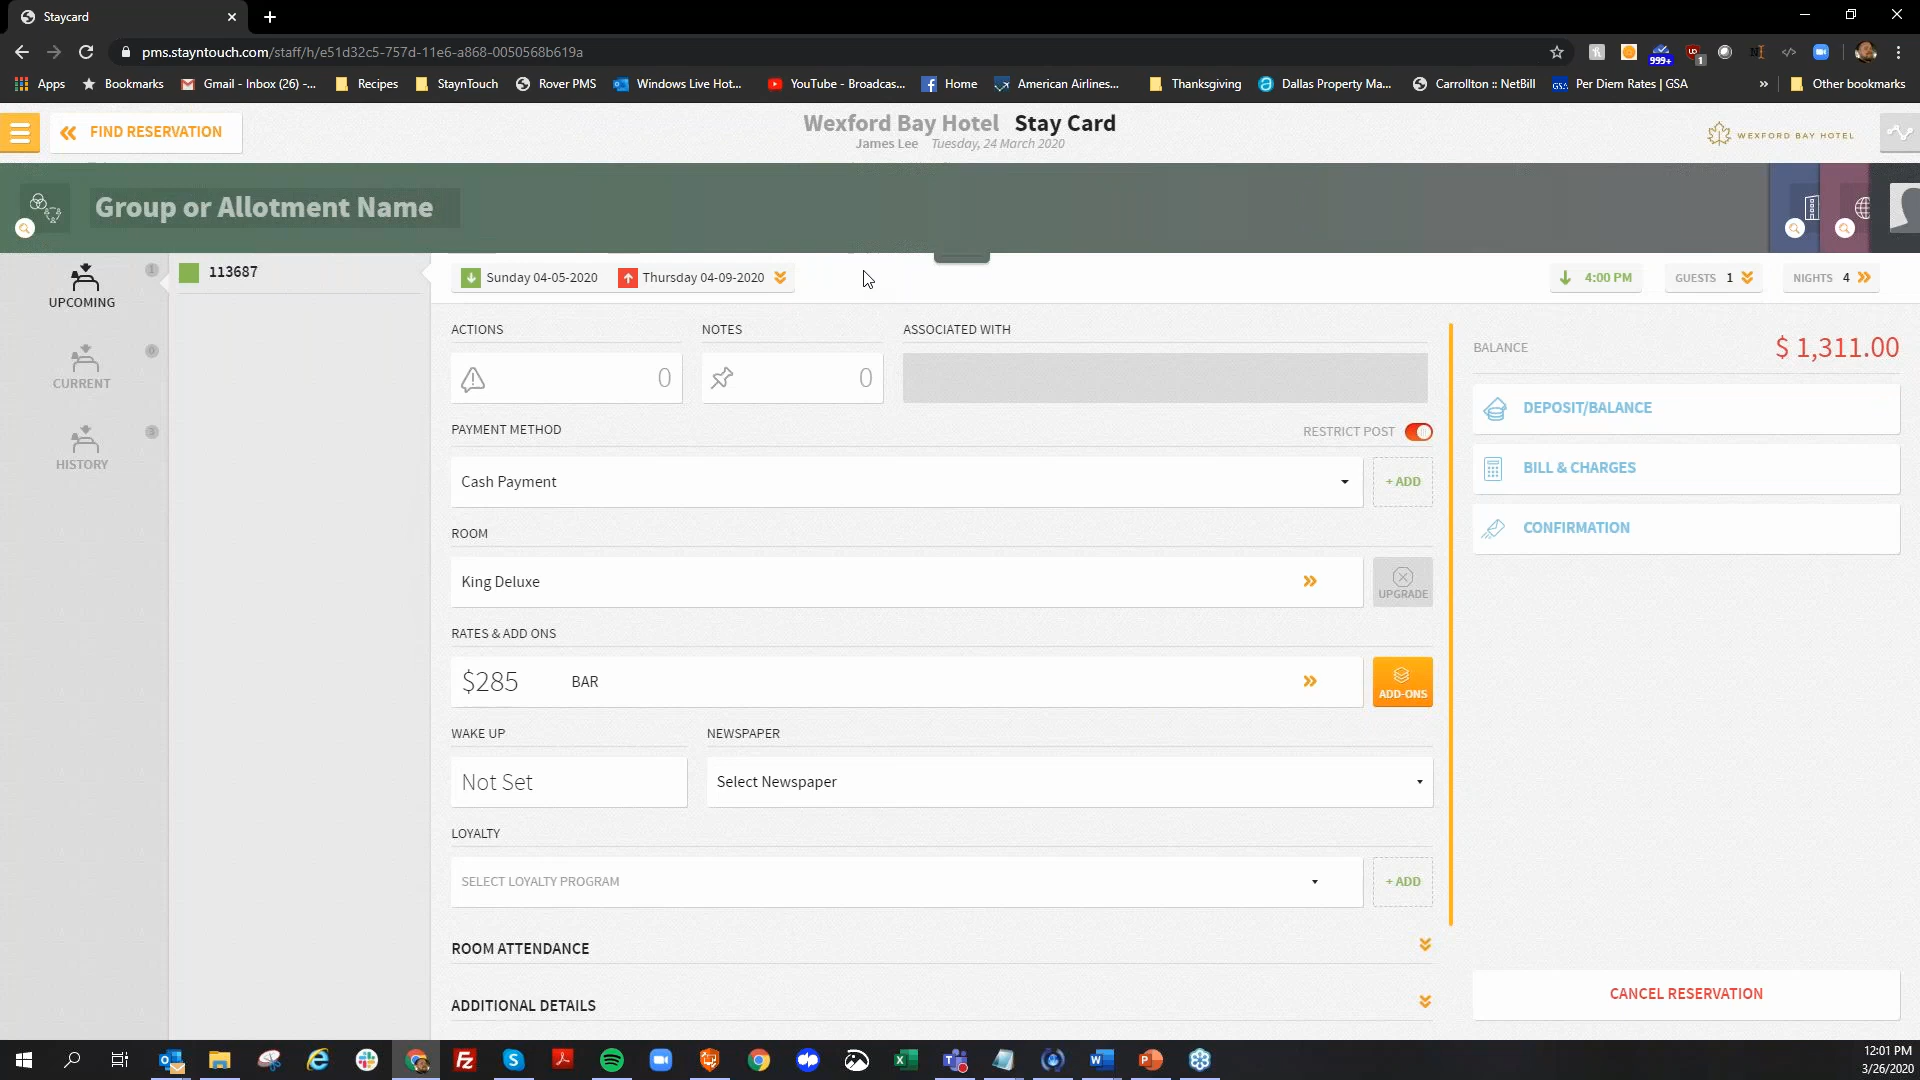 Staycard
pms.stayntouch.com/staff/h/e51d32c5-757d-11e6-a868-0050568b619a
999+
1
Apps
Bookmarks
Gmail - Inbox (26) -...
Recipes
StaynTouch
Rover PMS
Windows Live Hot...
YouTube - Broadcas...
Home
American Airlines...
Thanksgiving
Dallas Property Ma...
Carrollton :: NetBill
GSA
Per Diem Rates | GSA
»
Other bookmarks
FIND RESERVATION
Wexford Bay Hotel Stay Card
James Lee Tuesday, 24 March 2020
WEXFORD BAY HOTEL
Group or Allotment Name
UPCOMING
1
CURRENT
0
HISTORY
3
113687
Sunday 04-05-2020
Thursday 04-09-2020
4:00 PM
GUESTS 1
NIGHTS 4
ACTIONS
0
NOTES
0
ASSOCIATED WITH
PAYMENT METHOD
RESTRICT POST
Cash Payment
+ ADD
ROOM
King Deluxe
UPGRADE
RATES & ADD ONS
$285 BAR
ADD-ONS
WAKE UP
Not Set
NEWSPAPER
Select Newspaper
LOYALTY
SELECT LOYALTY PROGRAM
+ ADD
ROOM ATTENDANCE
ADDITIONAL DETAILS
BALANCE
$ 1,311.00
DEPOSIT/BALANCE
BILL & CHARGES
CONFIRMATION
CANCEL RESERVATION
12:01 PM
3/26/2020